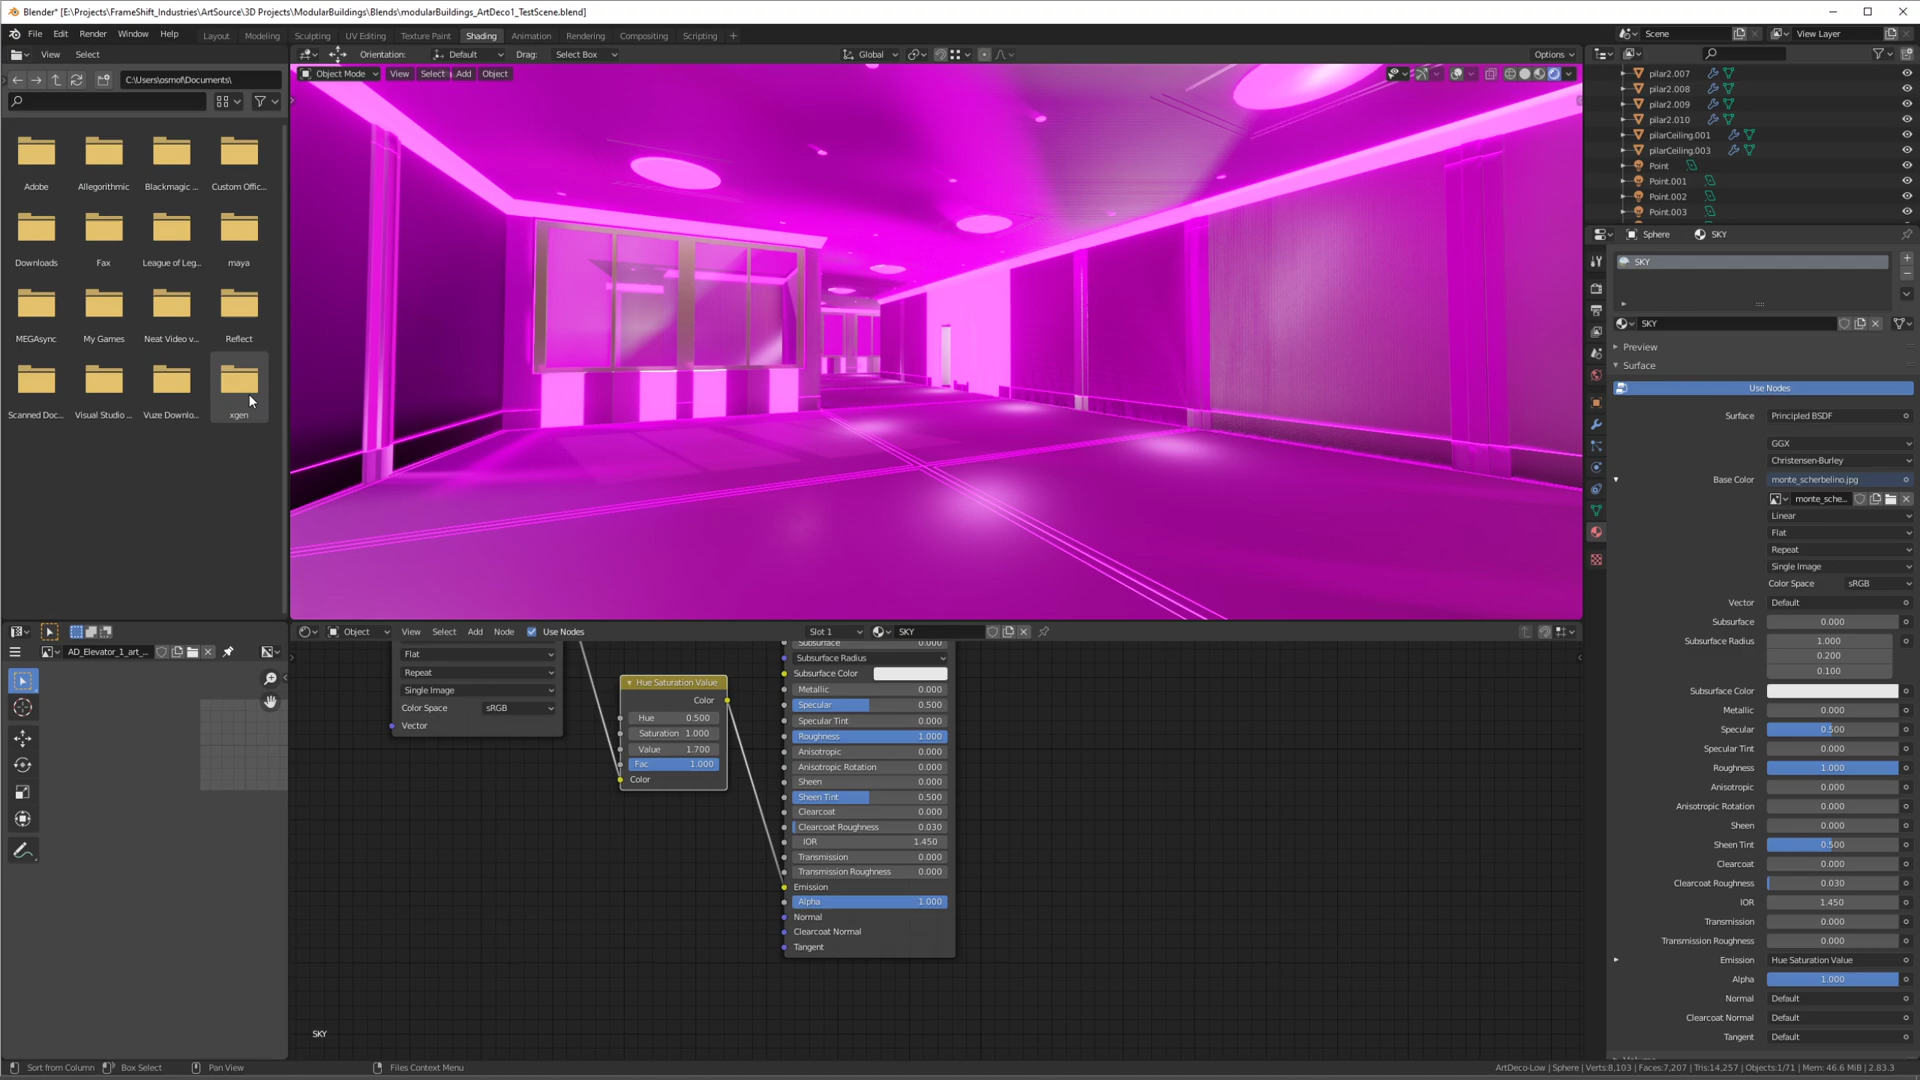 Blender* [E:\Projects\FrameShift_Industries\ArtSource\3D Projects\ModularBuildings\Blends\modularBuildings_ArtDeco1_TestScene.blend]
File Edit Render Window Help Layout Modeling Sculpting UV Editing Texture Paint Shading Animation Rendering Compositing Scripting + Scene View Layer
View Select Orientation: Default Drag: Select Box Global Options
C:\Users\osmof\Documents\
Object Mode View Select Add Object
Adobe Allegorithmic Blackmagic ... Custom Offic...
Downloads Fax League of Leg... maya
MEGAsync My Games Neat Video v... Reflect
Scanned Doc... Visual Studio ... Vuze Downlo... xgen
pilar2.007
pilar2.008
pilar2.009
pilar2.010
pilarCeiling.001
pilarCeiling.003
Point
Point.001
Point.002
Point.003
Sphere SKY
SKY
SKY
Preview
Surface
Use Nodes
Surface Principled BSDF
GGX
Christensen-Burley
Base Color monte_scherbelino.jpg
monte_sche...
Linear
Flat
Repeat
Single Image
Color Space sRGB
Vector Default
Subsurface 0.000
Subsurface Radius 1.000
0.200
0.100
Subsurface Color
Metallic 0.000
Specular 0.500
Specular Tint 0.000
Roughness 1.000
Anisotropic 0.000
Anisotropic Rotation 0.000
Sheen 0.000
Sheen Tint 0.500
Clearcoat 0.000
Clearcoat Roughness 0.030
IOR 1.450
Transmission 0.000
Transmission Roughness 0.000
Emission Hue Saturation Value
Alpha 1.000
Normal Default
Clearcoat Normal Default
Tangent Default
Object View Select Add Node Use Nodes Slot 1 SKY
AD_Elevator_1_art_...
Flat
Repeat
Single Image
Color Space sRGB
Vector
Hue Saturation Value
Color
Hue 0.500
Saturation 1.000
Value 1.700
Fac 1.000
Color
Subsurface 0.000
Subsurface Radius
Subsurface Color
Metallic 0.000
Specular 0.500
Specular Tint 0.000
Roughness 1.000
Anisotropic 0.000
Anisotropic Rotation 0.000
Sheen 0.000
Sheen Tint 0.500
Clearcoat 0.000
Clearcoat Roughness 0.030
IOR 1.450
Transmission 0.000
Transmission Roughness 0.000
Emission
Alpha 1.000
Normal
Clearcoat Normal
Tangent
SKY
Sort from Column Box Select Pan View Files Context Menu ArtDeco-Low | Sphere | Verts:8,103 | Faces:7,207 | Tris:14,257 | Objects:1/71 | Mem: 46.6 MiB | 2.83.3